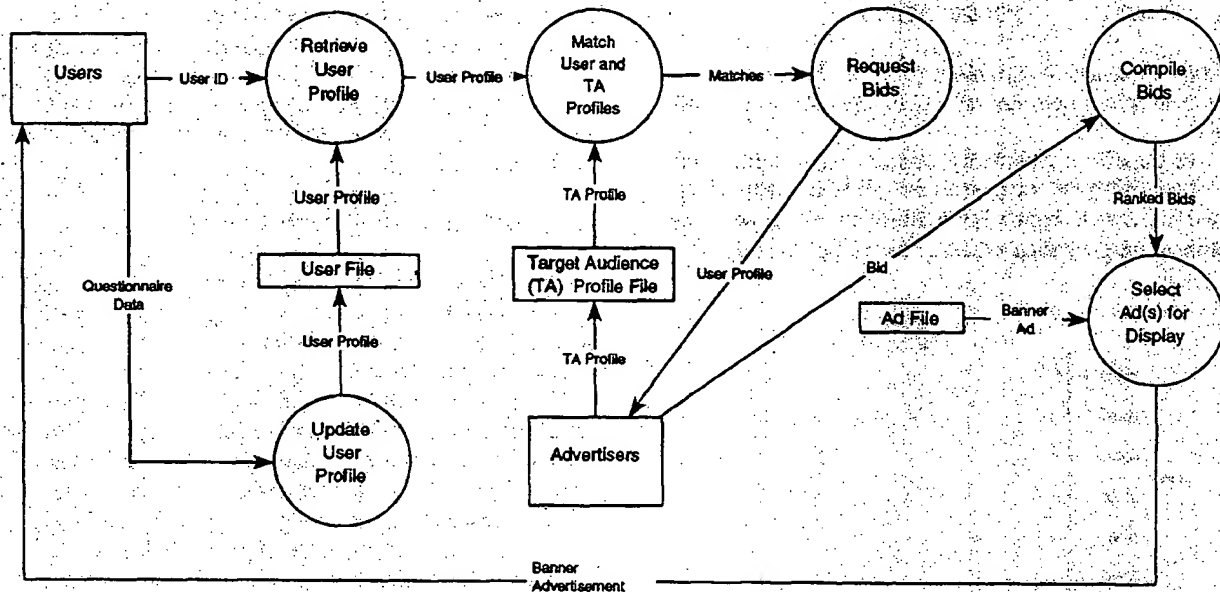 Users
User ID
Retrieve
User
Profile
User Profile
Match
User and
TA
Profiles
Matches
Request
Bids
Compile
Bids
User Profile
TA Profile
Ranked Bids
User File
Target Audience
(TA) Profile File
User Profile
Bid
Questionnaire
Data
Ad File
Banner
Ad
Select
Ad(s) for
Display
User Profile
TA Profile
Update
User
Profile
Advertisers
Banner
Advertisement